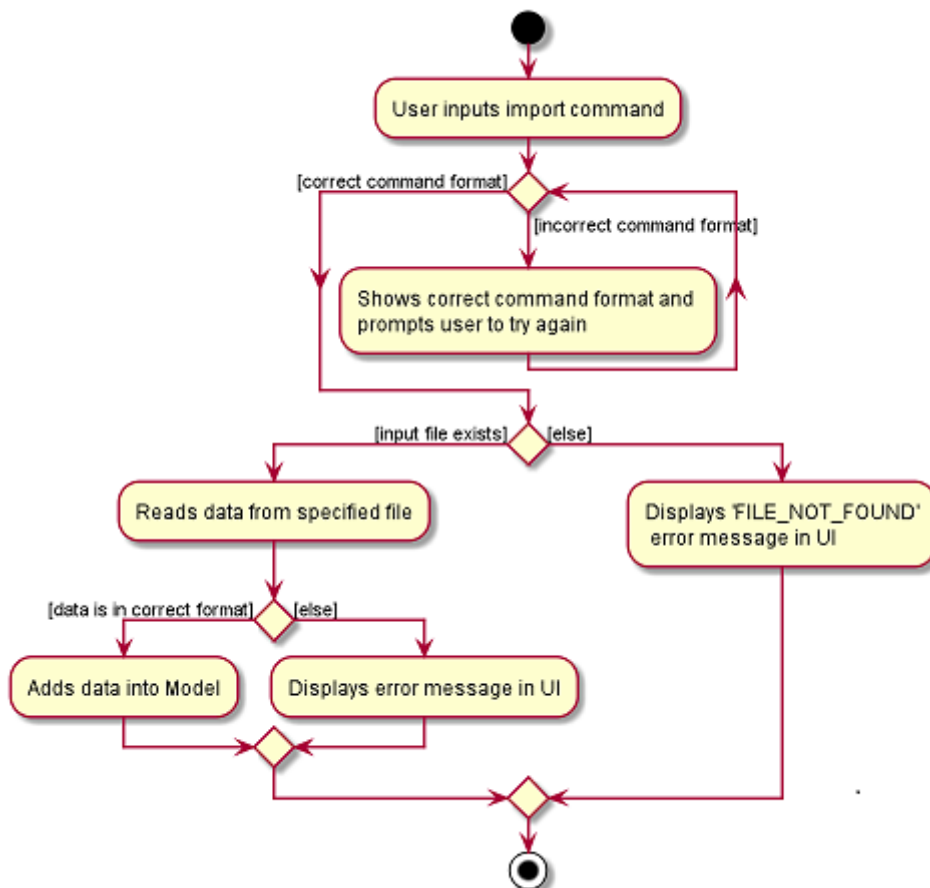 User inputs import command
[correct command format]
[incorrect command format]
Shows correct command format and
prompts user to try again
[input file exists]
[else]
Reads data from specified file
Displays 'FILE_NOT_FOUND'
error message in UI
[data is in correct format]
[else]
Adds data into Model
Displays error message in UI